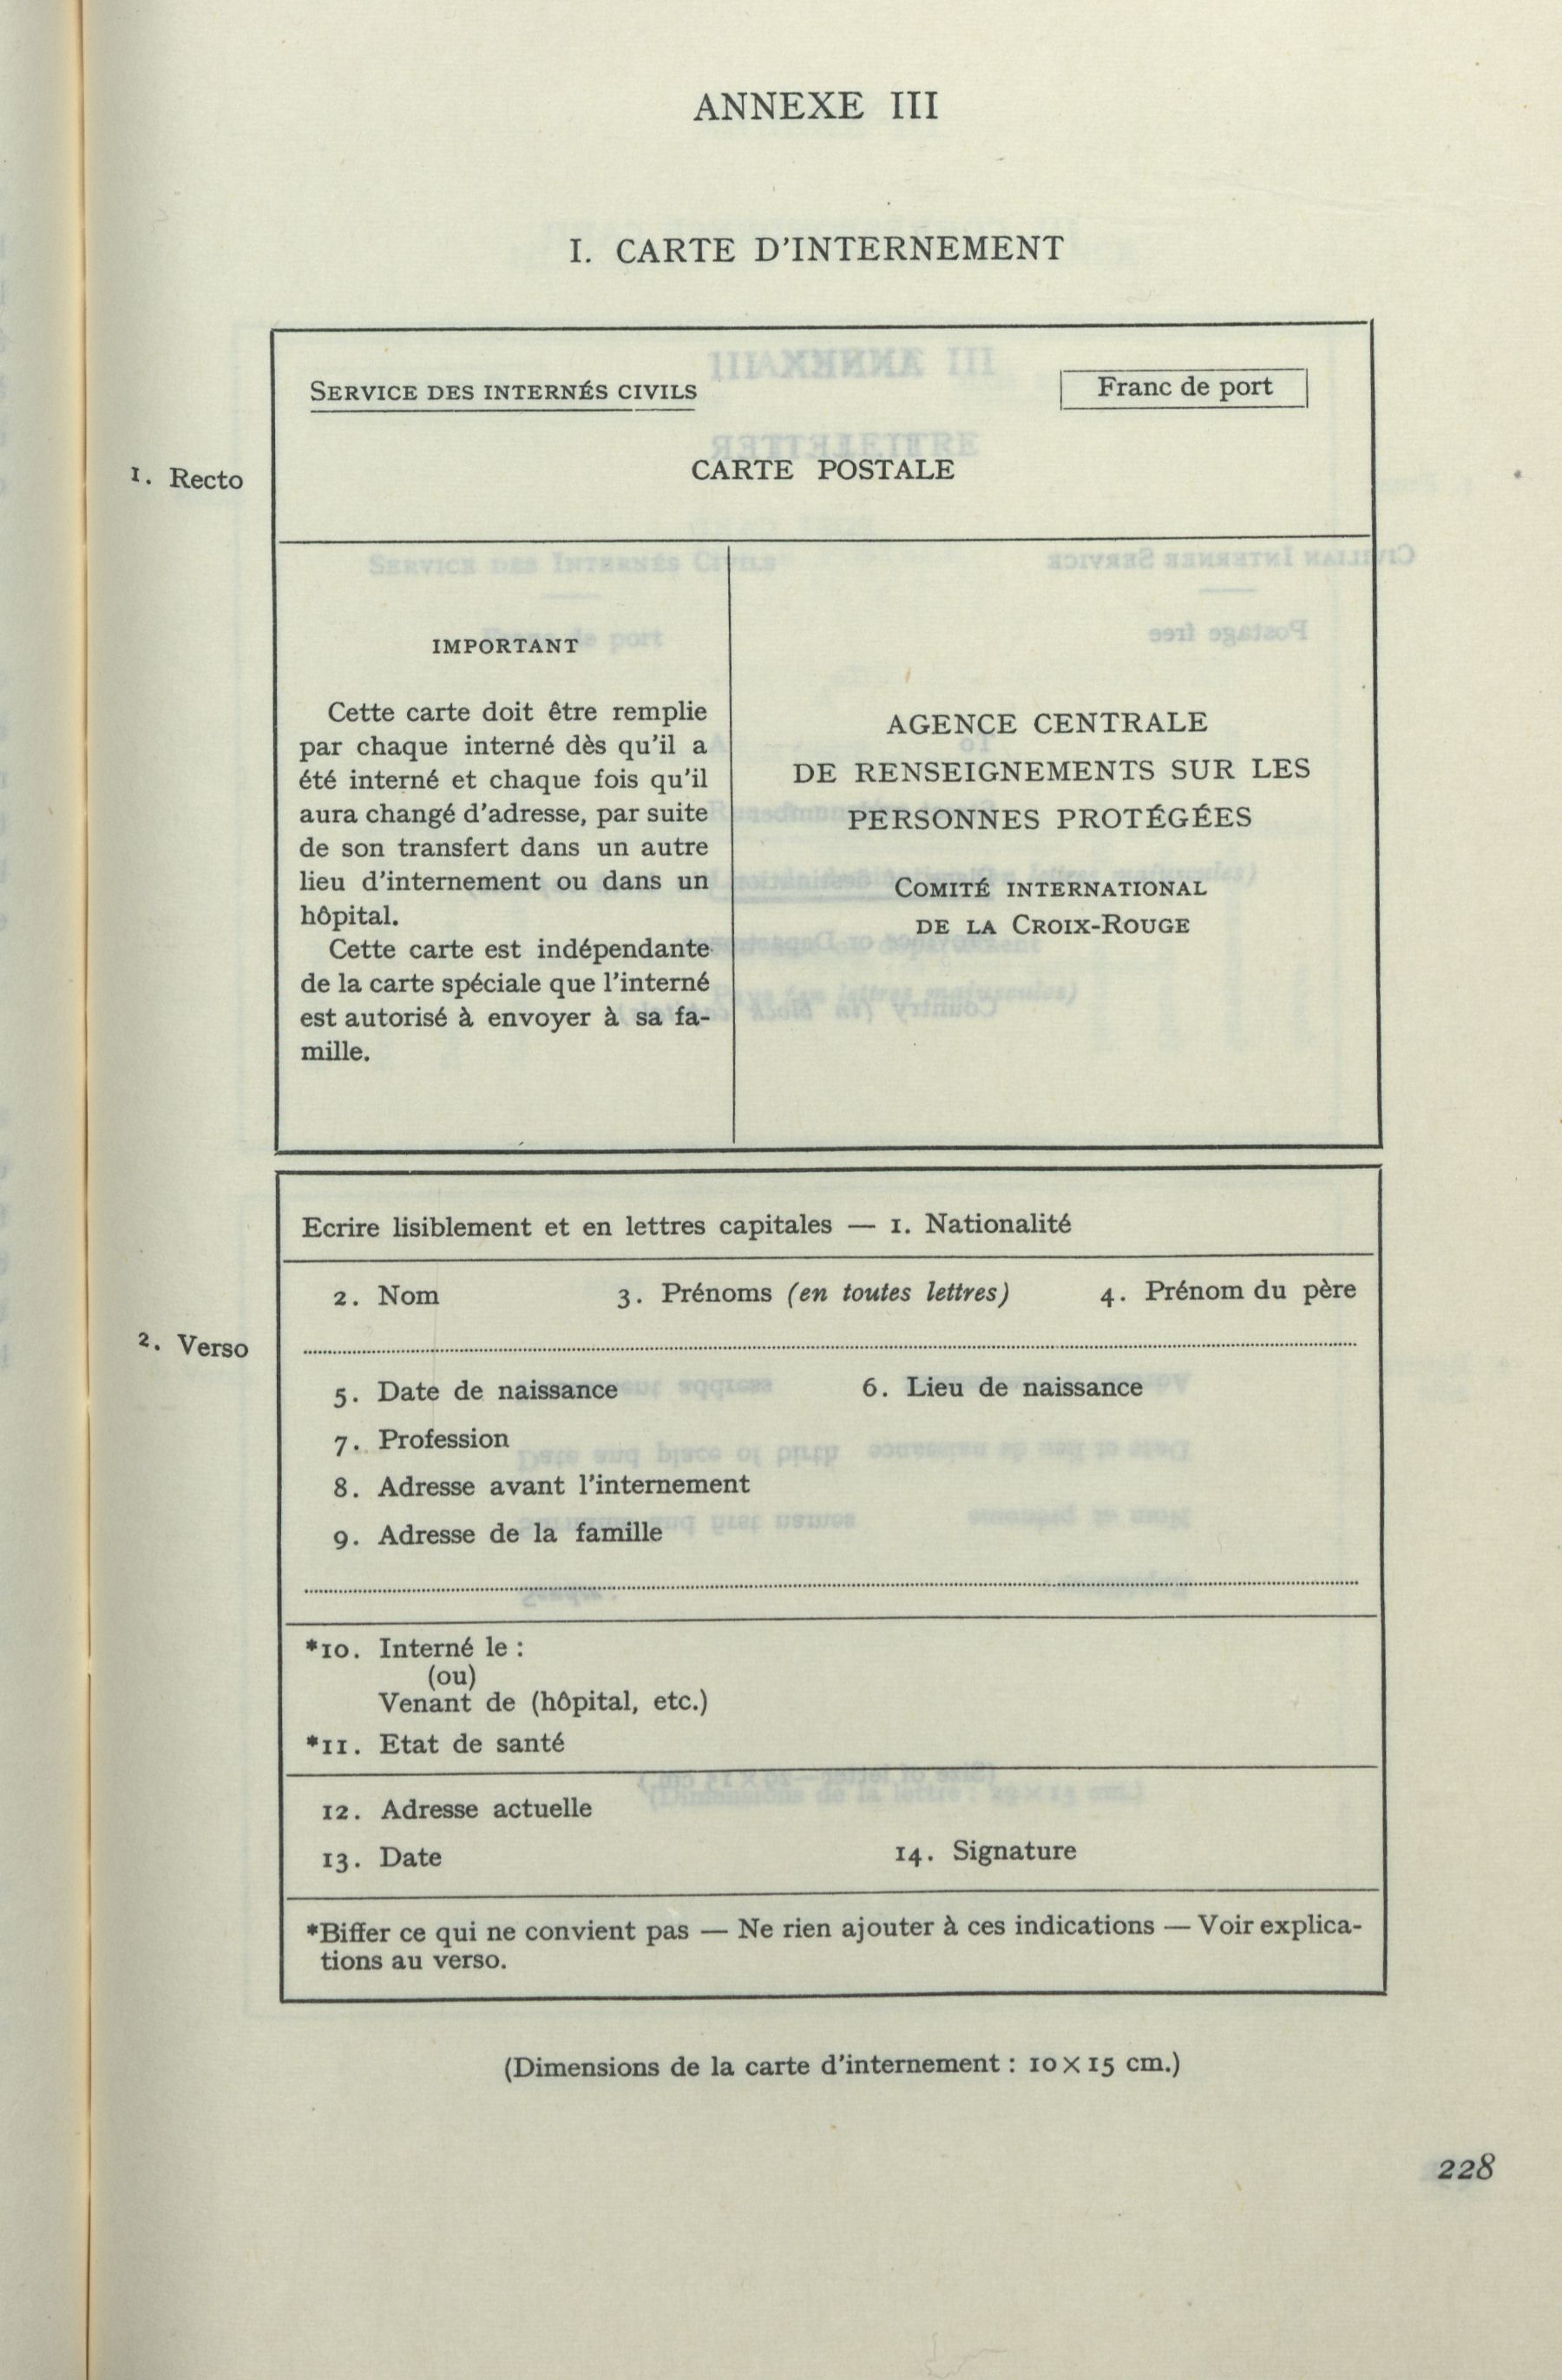 ANNEXE III
I. CARTE D'INTERNEMENT
1. Recto
SERVICE DES INTERNÉS CIVILS
Franc de port
CARTE POSTALE
IMPORTANT
Cette carte doit être remplie
par chaque interné dès qu'il a
été interné et chaque fois qu'il
aura changé d'adresse, par suite
de son transfert dans un autre
lieu d'internement ou dans un
hôpital.
Cette carte est indépendante
de la carte spéciale que l'interné
est autorisé à envoyer à sa fa-
mille.
AGENCE CENTRALE
DE RENSEIGNEMENTS SUR LES
PERSONNES PROTÉGÉES
COMITÉ INTERNATIONAL
DE LA CROIX-ROUGE
2. Verso
Ecrire lisiblement et en lettres capitales — 1. Nationalité
2. Nom 3. Prénoms (en toutes lettres) 4. Prénom du père
5. Date de naissance 6. Lieu de naissance
7. Profession
8. Adresse avant l'internement
9. Adresse de la famille
*10. Interné le :
(ou)
Venant de (hôpital, etc.)
*11. Etat de santé
12. Adresse actuelle
13. Date 14. Signature
*Biffer ce qui ne convient pas — Ne rien ajouter à ces indications — Voir explica-
tions au verso.
(Dimensions de la carte d'internement : 10 × 15 cm.)
228